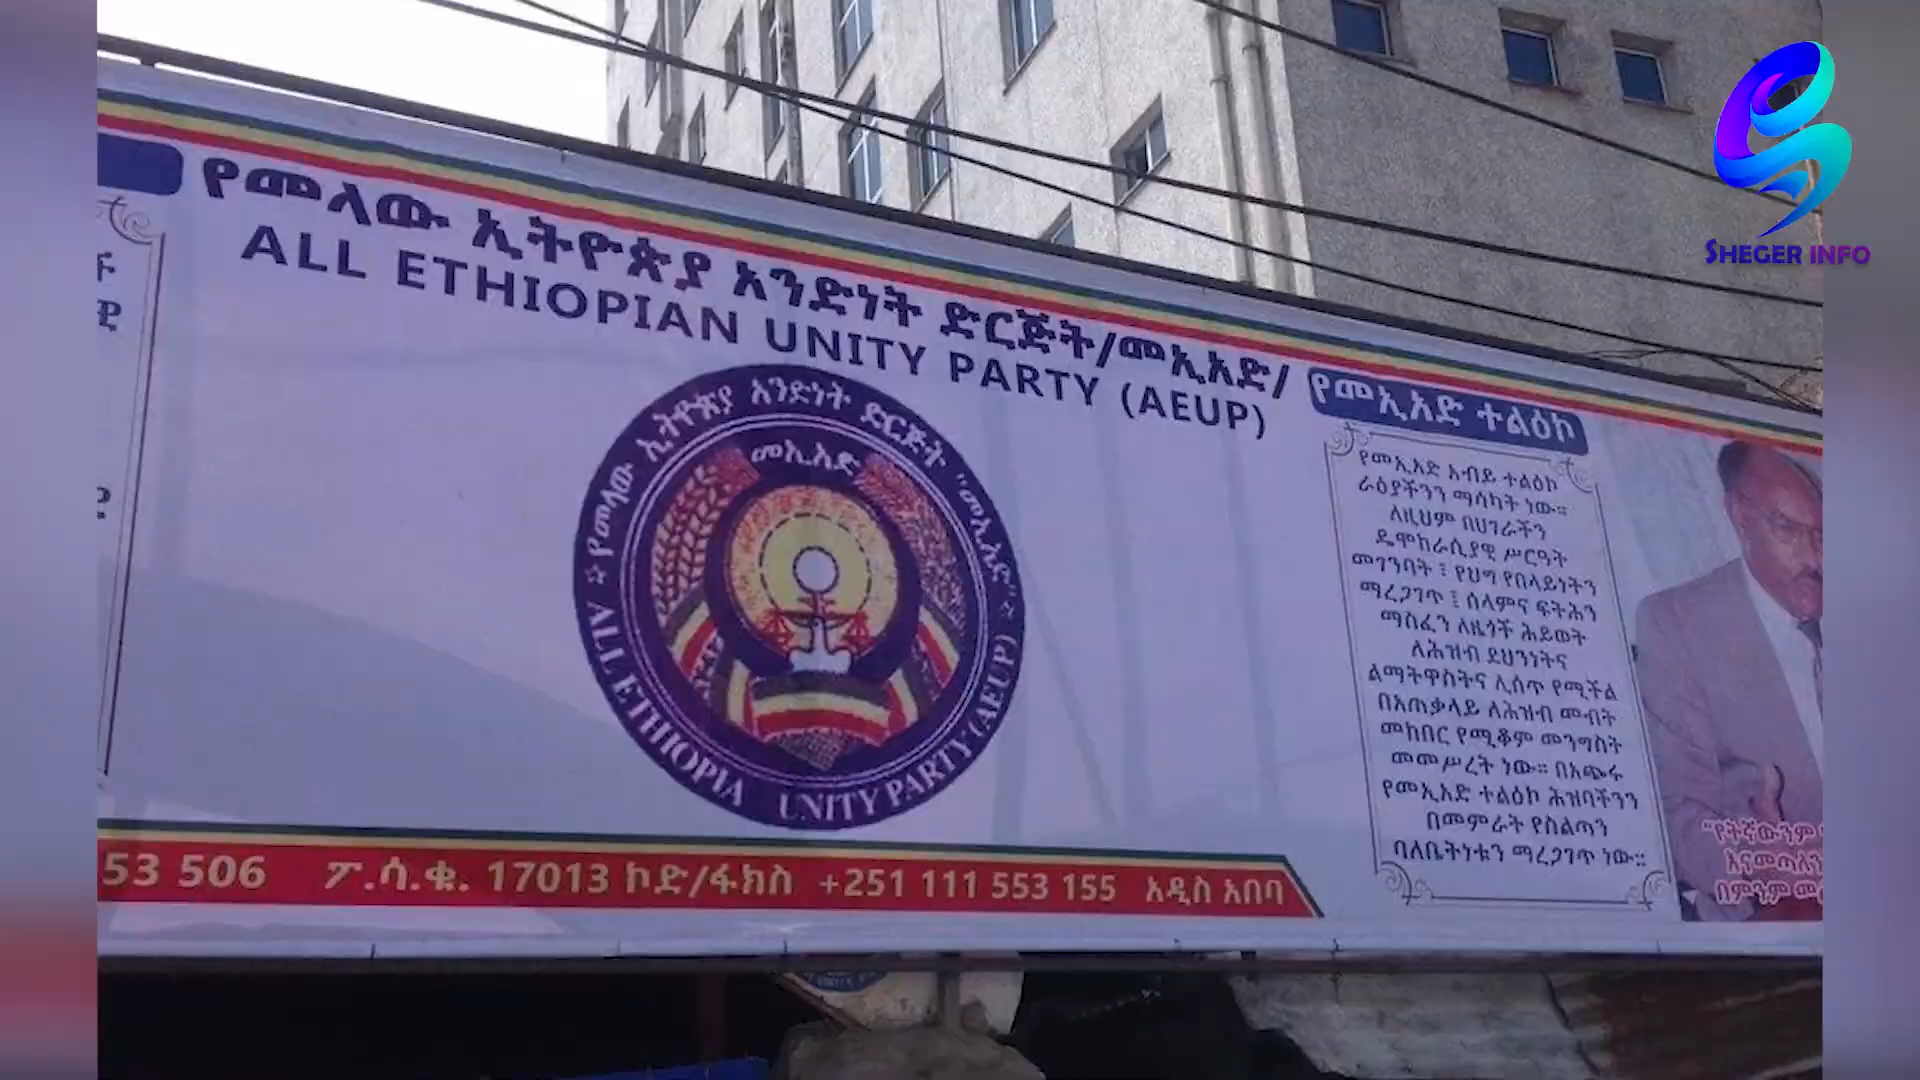 የመላው ኢትዮጵያ አንድነት ድርጅት/መኢአድ/
ALL ETHIOPIAN UNITY PARTY (AEUP)
የመላው ኢትዮጵያ አንድነት ድርጅት "መኢአድ"
መኢአድ
ALL ETHIOPIA UNITY PARTY (AEUP)
የመኢአድ ተልዕኮ
የመኢአድ አብይ ተልዕኮ
ራዕያችንን ማሳካት ነው።
ለዚህም በሀገራችን
ዴሞክራሲያዊ ሥርዓት
መገንባት ፣ የህግ የበላይነትን
ማረጋገጥ ፣ ሰላምና ፍትሕን
ማስፈን ለዜጎች ሕይወት
ለሕዝብ ደህንነትና
ልማትዋስትና ሊሰጥ የሚችል
በአጠቃላይ ለሕዝብ መብት
መከበር የሚቆም መንግስት
መመሥረት ነው። በአጭሩ
የመኢአድ ተልዕኮ ሕዝባችንን
በመምራት የስልጣን
ባለቤትነቱን ማረጋገጥ ነው።
"የትኛውንም
እናመጣለን
በምንም
53 506 ፖ.ሳ.ቁ. 17013 ኮድ/ፋክስ +251 111 553 155 አዲስ አበባ
SHEGER INFO